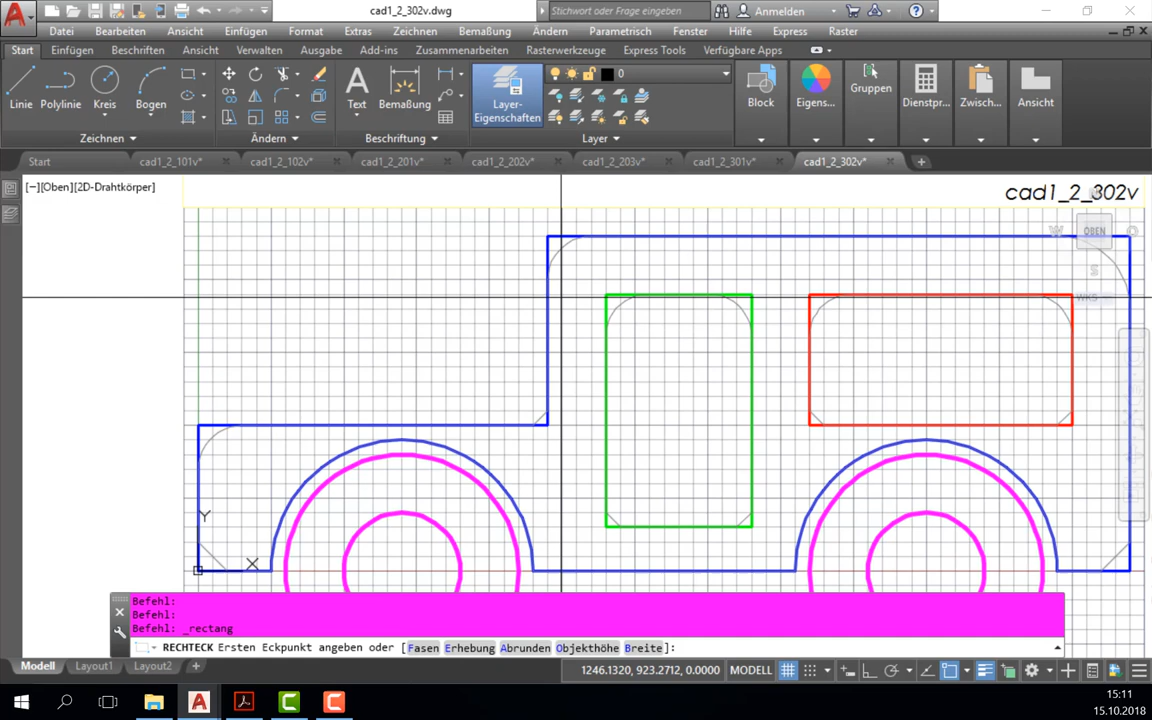 cad1_2_302v.dwg
Stichwort oder Frage eingeben
Anmelden
Datei Bearbeiten Ansicht Einfügen Format Extras Zeichnen Bemaßung Ändern Parametrisch Fenster Hilfe Express Raster
Start Einfügen Beschriften Ansicht Verwalten Ausgabe Add-ins Zusammenarbeiten Rasterwerkzeuge Express Tools Verfügbare Apps
0
Linie Polylinie Kreis Bogen Text Bemaßung Layer-Eigenschaften Block Eigens... Gruppen Dienstpr... Zwisch... Ansicht
Zeichnen Ändern Beschriftung Layer
Start cad1_2_101v* cad1_2_102v* cad1_2_201v* cad1_2_202v* cad1_2_203v* cad1_2_301v* cad1_2_302v*
[−][Oben][2D-Drahtkörper]
cad1_2_302v
W OBEN O
S
WKS
Y
X
Befehl:
Befehl:
Befehl: _rectang
RECHTECK Ersten Eckpunkt angeben oder [Fasen Erhebung Abrunden Objekthöhe Breite]:
Modell Layout1 Layout2 +
1246.1320, 923.2712, 0.0000 MODELL
15:11
15.10.2018